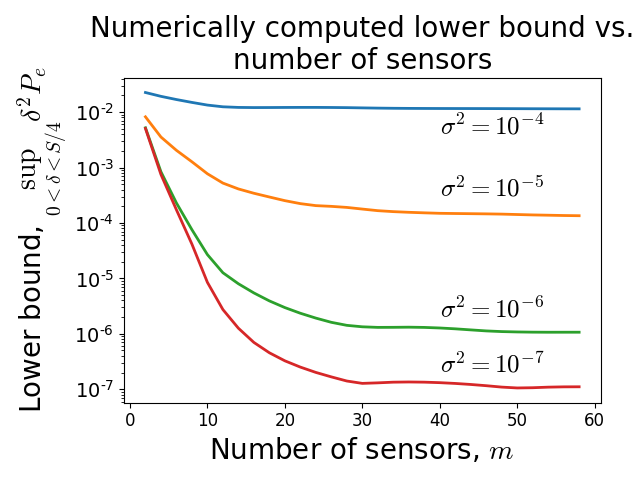 Numerically computed lower bound vs.
number of sensors
Lower bound, sup δ² Pₑ
0 < δ < S/4
10⁻²
10⁻³
10⁻⁴
10⁻⁵
10⁻⁶
10⁻⁷
σ² = 10⁻⁴
σ² = 10⁻⁵
σ² = 10⁻⁶
σ² = 10⁻⁷
0 10 20 30 40 50 60
Number of sensors, m